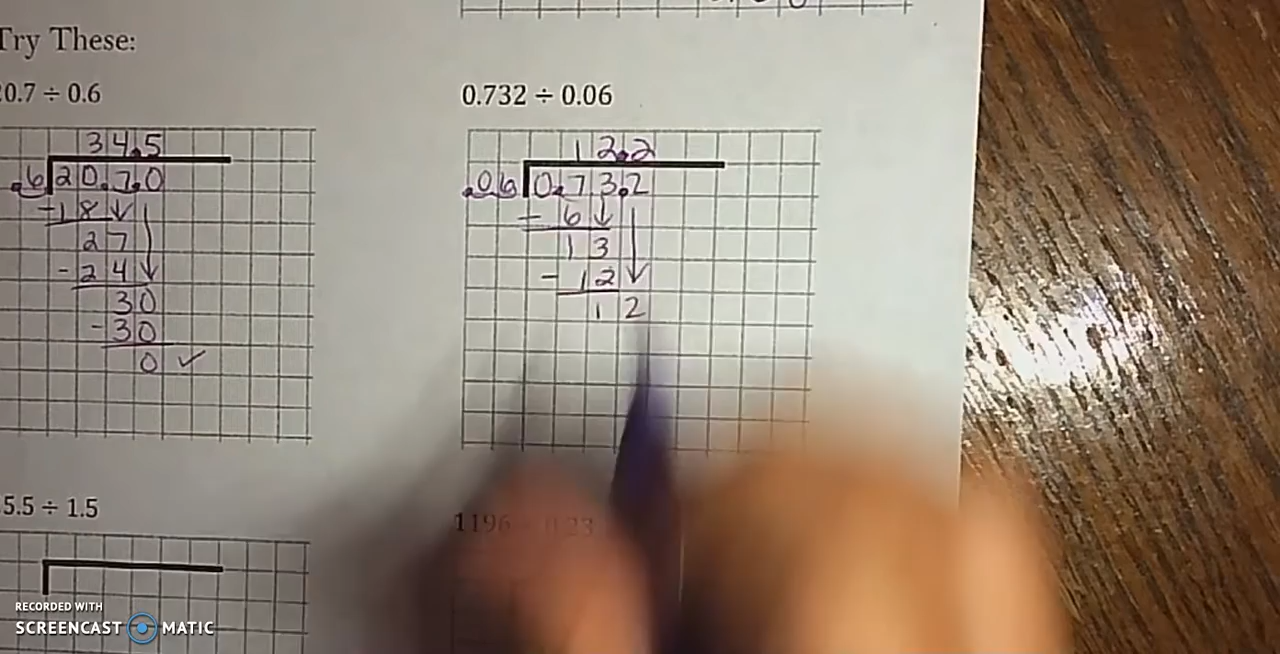 Try These:
0.7 ÷ 0.6
0.732 ÷ 0.06
34.5
.6 20.7.0
-18
27
-24
30
-30
0 ✓
12.2
.06 0.73.2
- 6
13
-12
12
5.5 ÷ 1.5
1196
RECORDED WITH
SCREENCAST MATIC